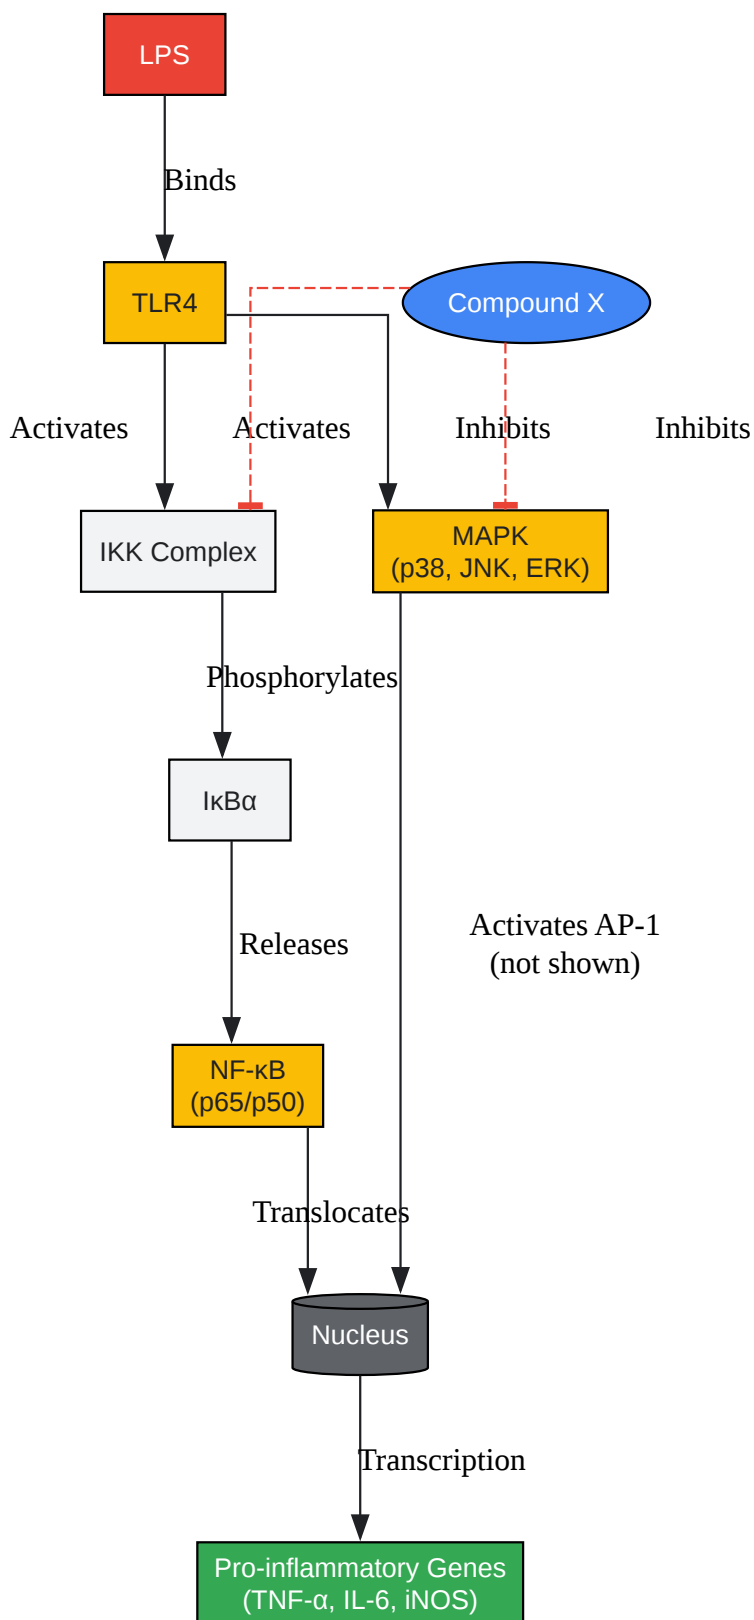 LPS
Binds
TLR4
Compound X
Activates
Activates
Inhibits
Inhibits
IKK Complex
MAPK
(p38, JNK, ERK)
Phosphorylates
IκBα
Releases
Activates AP-1
(not shown)
NF-κB
(p65/p50)
Translocates
Nucleus
Transcription
Pro-inflammatory Genes
(TNF-α, IL-6, iNOS)